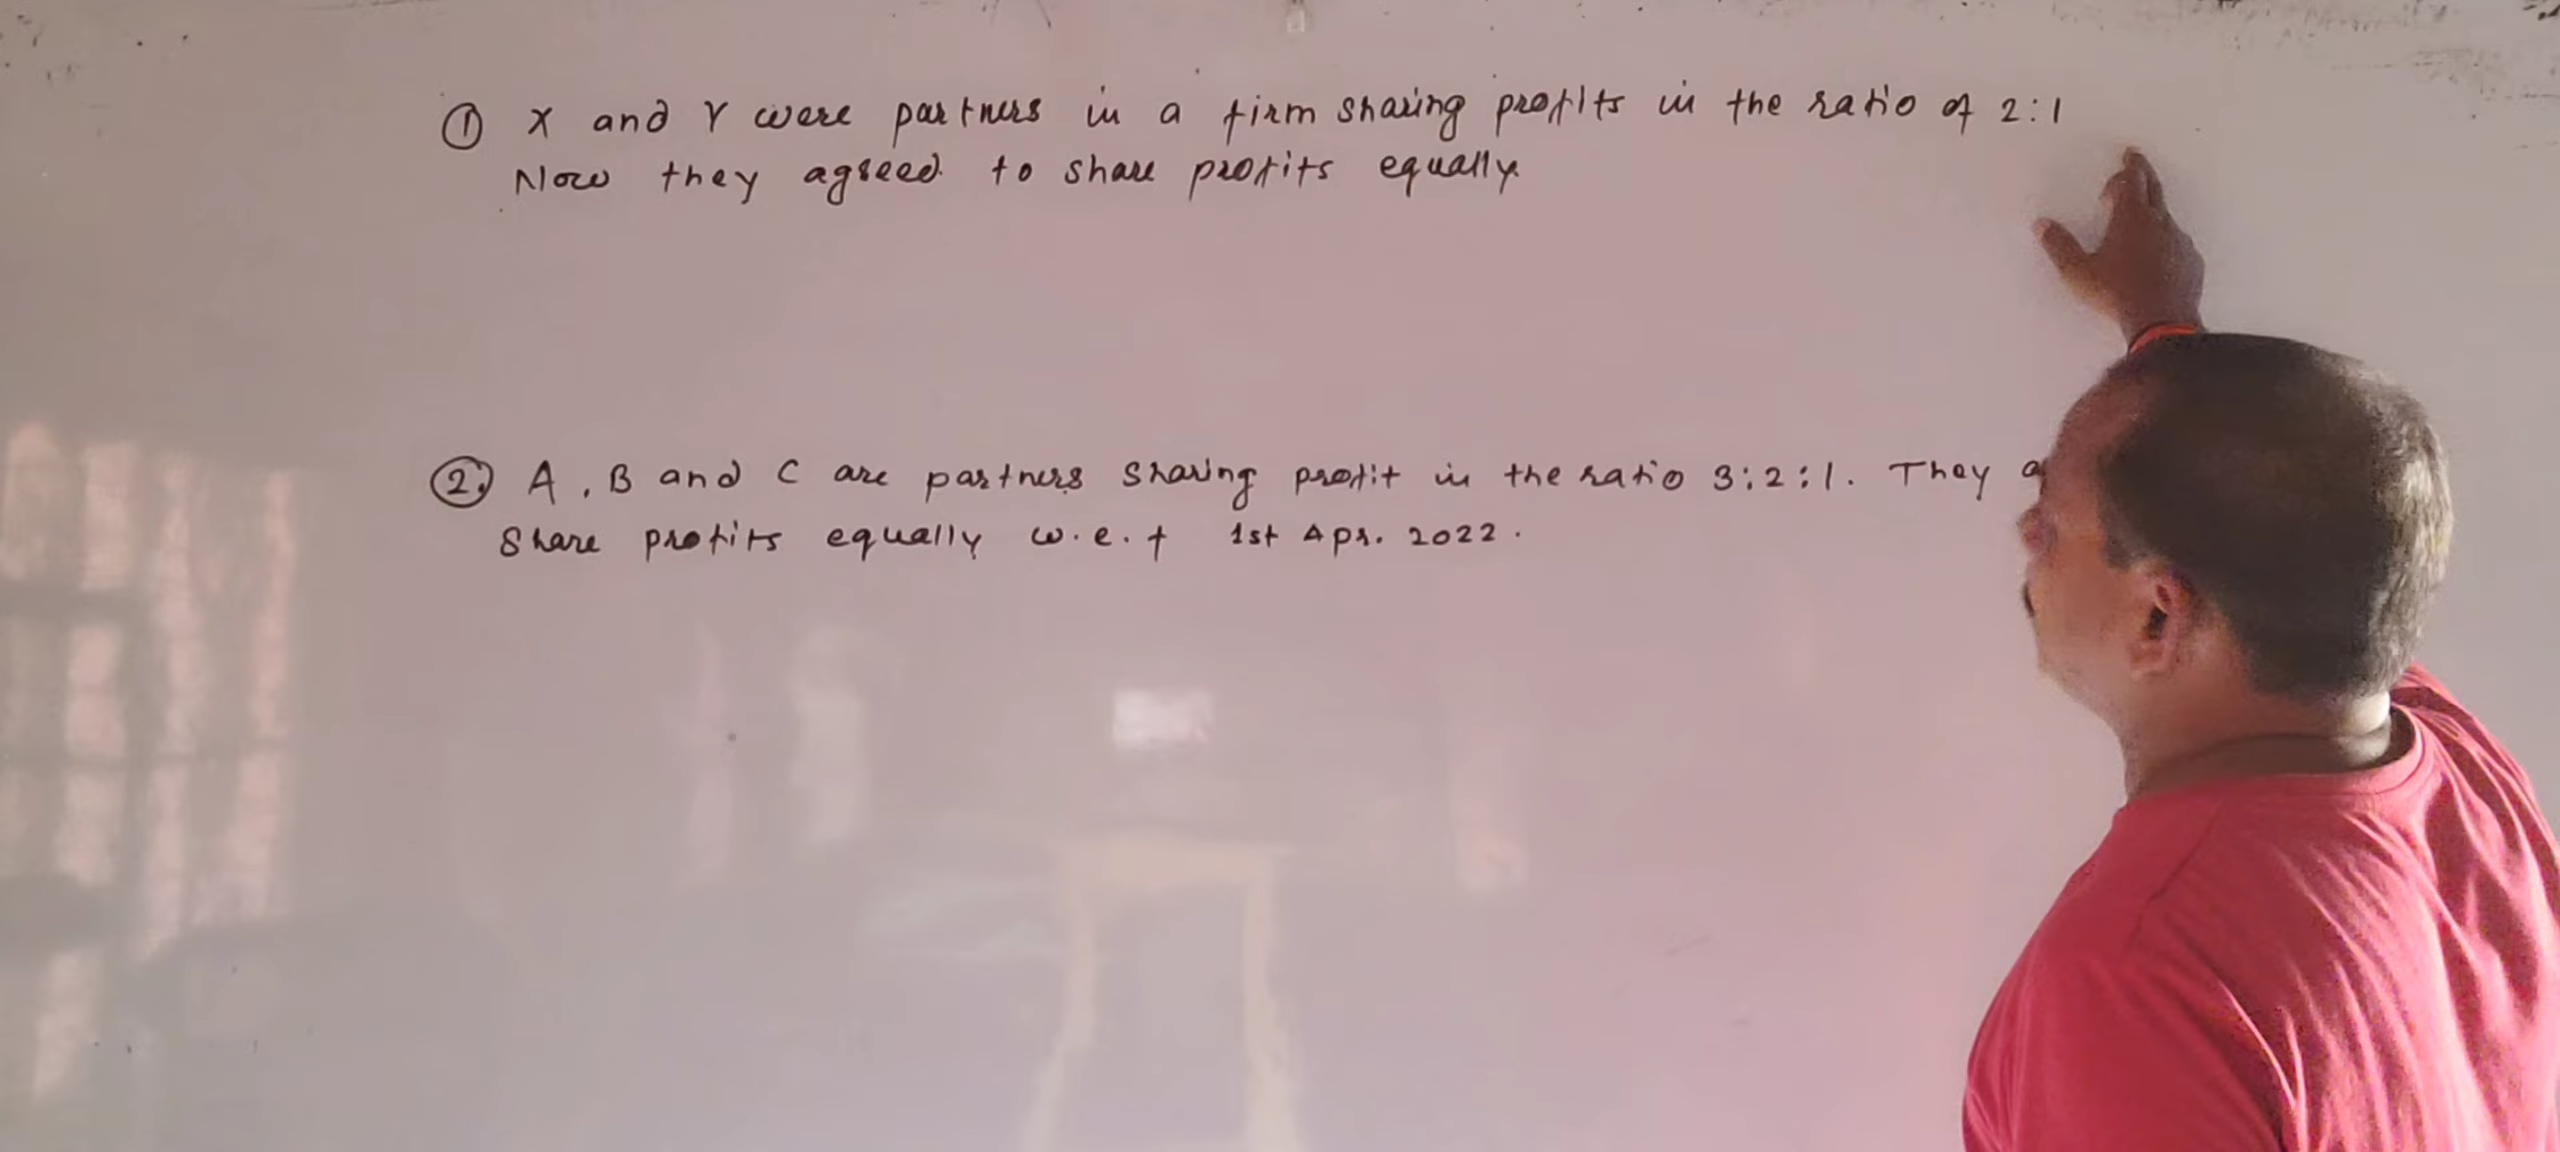 ① X and Y were partners in a firm sharing profits in the ratio of 2:1
Now they agreed to share profits equally
②. A, B and C are partners sharing profit in the ratio 3:2:1. They
Share profits equally w.e.f 1st Apr. 2022.